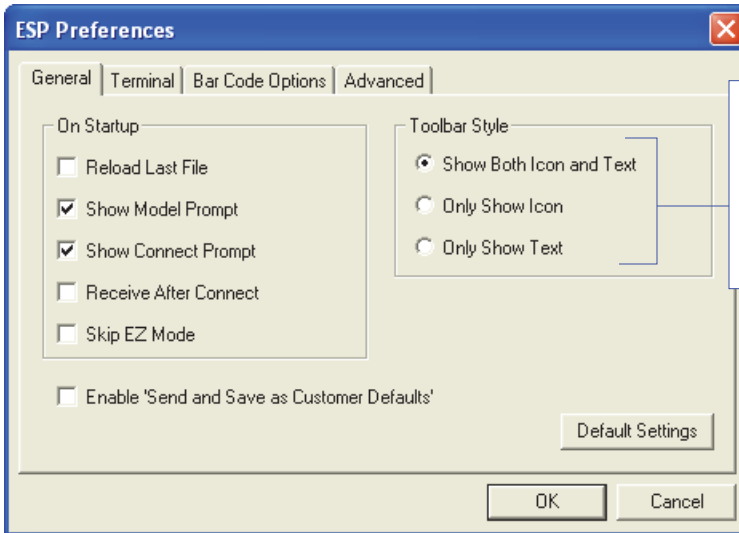 ESP Preferences
General
Terminal
Bar Code Options
Advanced
On Startup
Reload Last File
Show Model Prompt
Show Connect Prompt
Receive After Connect
Skip EZ Mode
Toolbar Style
Show Both Icon and Text
Only Show Icon
Only Show Text
Enable 'Send and Save as Customer Defaults'
Default Settings
OK
Cancel